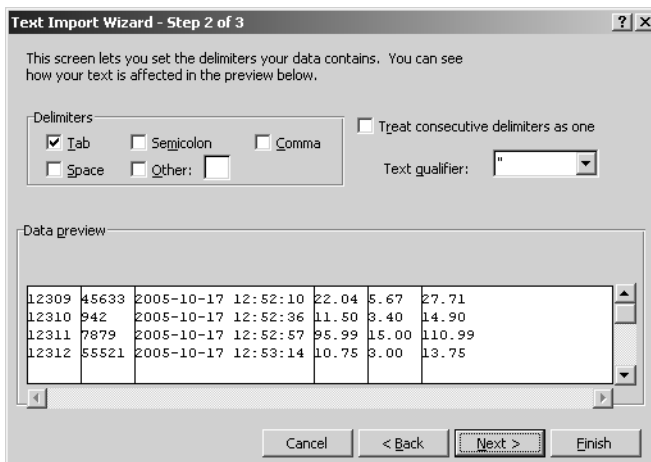 Text Import Wizard - Step 2 of 3
This screen lets you set the delimiters your data contains. You can see
how your text is affected in the preview below.
Delimiters
Tab Semicolon Comma
Space Other:
Treat consecutive delimiters as one
Text qualifier: "
Data preview
12309 45633 2005-10-17 12:52:10 22.04 5.67 27.71
12310 942 2005-10-17 12:52:36 11.50 3.40 14.90
12311 7879 2005-10-17 12:52:57 95.99 15.00 110.99
12312 55521 2005-10-17 12:53:14 10.75 3.00 13.75
Cancel < Back Next > Finish